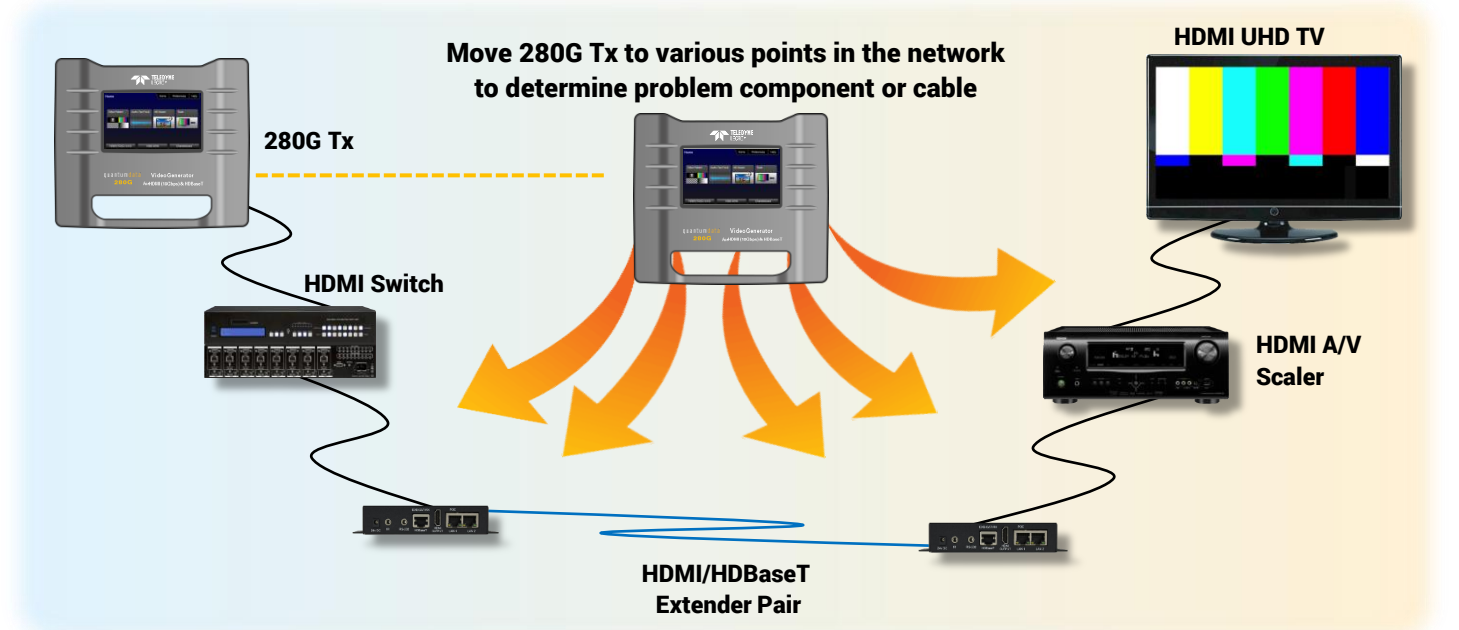 Move 280G Tx to various points in the network
to determine problem component or cable
HDMI UHD TV
TELEDYNE
LECROY
280G Tx
quantumdata VideoGenerator
280G
TELEDYNE
LECROY
quantumdata VideoGenerator
280G
HDMI Switch
HDMI A/V
Scaler
HDMI/HDBaseT
Extender Pair